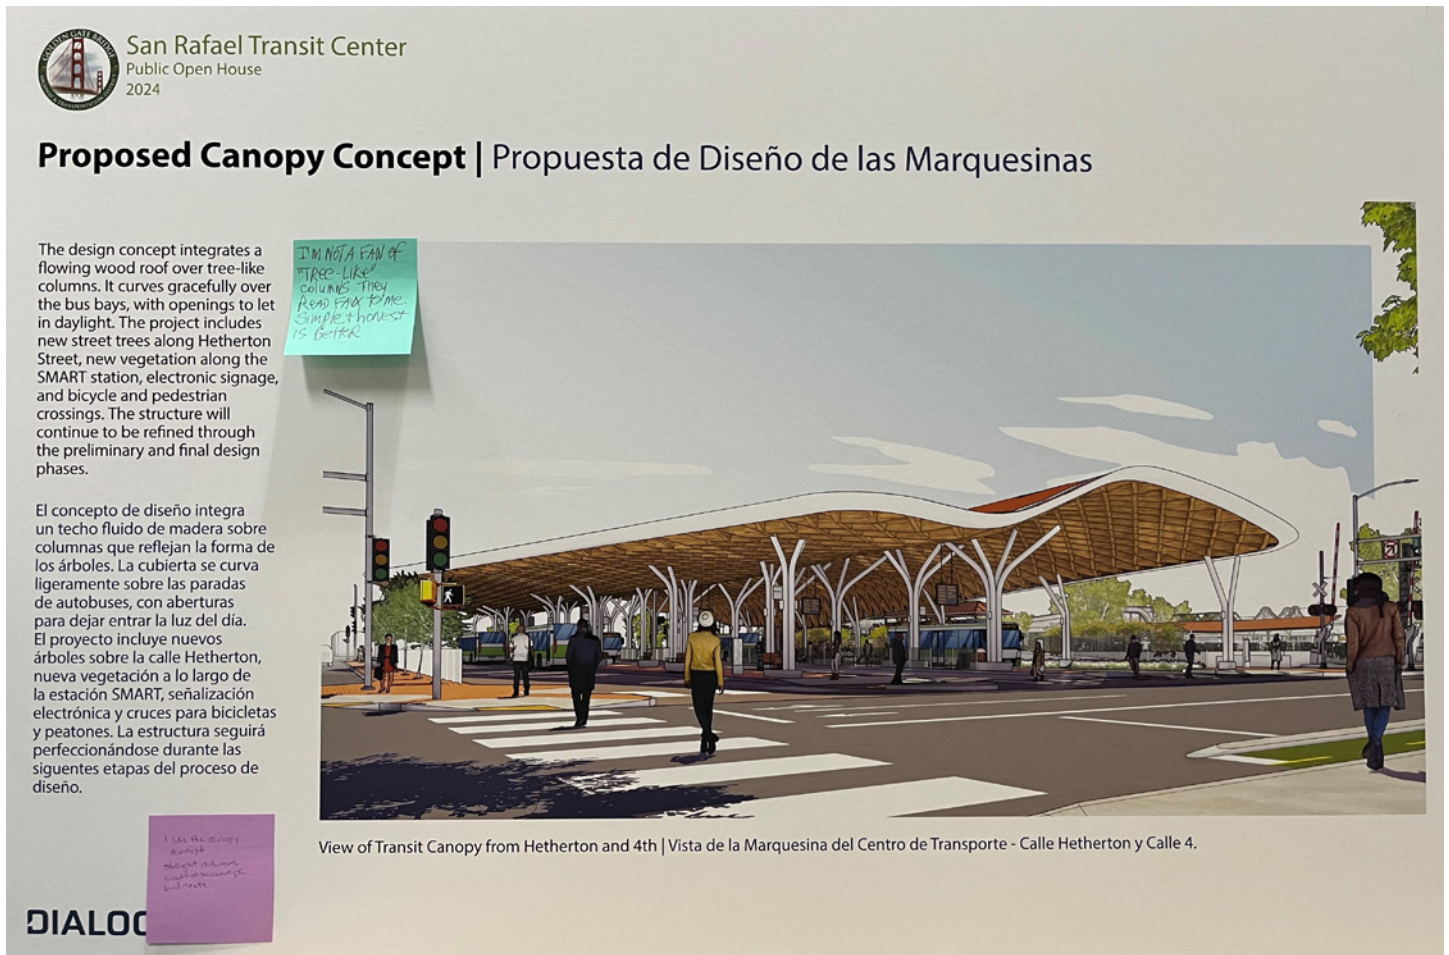 San Rafael Transit Center
Public Open House
2024
Proposed Canopy Concept | Propuesta de Diseño de las Marquesinas
The design concept integrates a
flowing wood roof over tree-like
columns. It curves gracefully over
the bus bays, with openings to let
in daylight. The project includes
new street trees along Hetherton
Street, new vegetation along the
SMART station, electronic signage,
and bicycle and pedestrian
crossings. The structure will
continue to be refined through
the preliminary and final design
phases.
El concepto de diseño integra
un techo fluido de madera sobre
columnas que reflejan la forma de
los árboles. La cubierta se curva
ligeramente sobre las paradas
de autobuses, con aberturas
para dejar entrar la luz del día.
El proyecto incluye nuevos
árboles sobre la calle Hetherton,
nueva vegetación a lo largo de
la estación SMART, señalización
electrónica y cruces para bicicletas
y peatones. La estructura seguirá
perfeccionándose durante las
siguentes etapas del proceso de
diseño.
I'M NOT A FAN OF
"TREE-LIKE"
COLUMNS. THEY
READ FAUX to me.
Simple + honest
is Better
View of Transit Canopy from Hetherton and 4th | Vista de la Marquesina del Centro de Transporte - Calle Hetherton y Calle 4.
I like the canopy
concept
bird nests
DIALOG
GOLDEN GATE BRIDGE